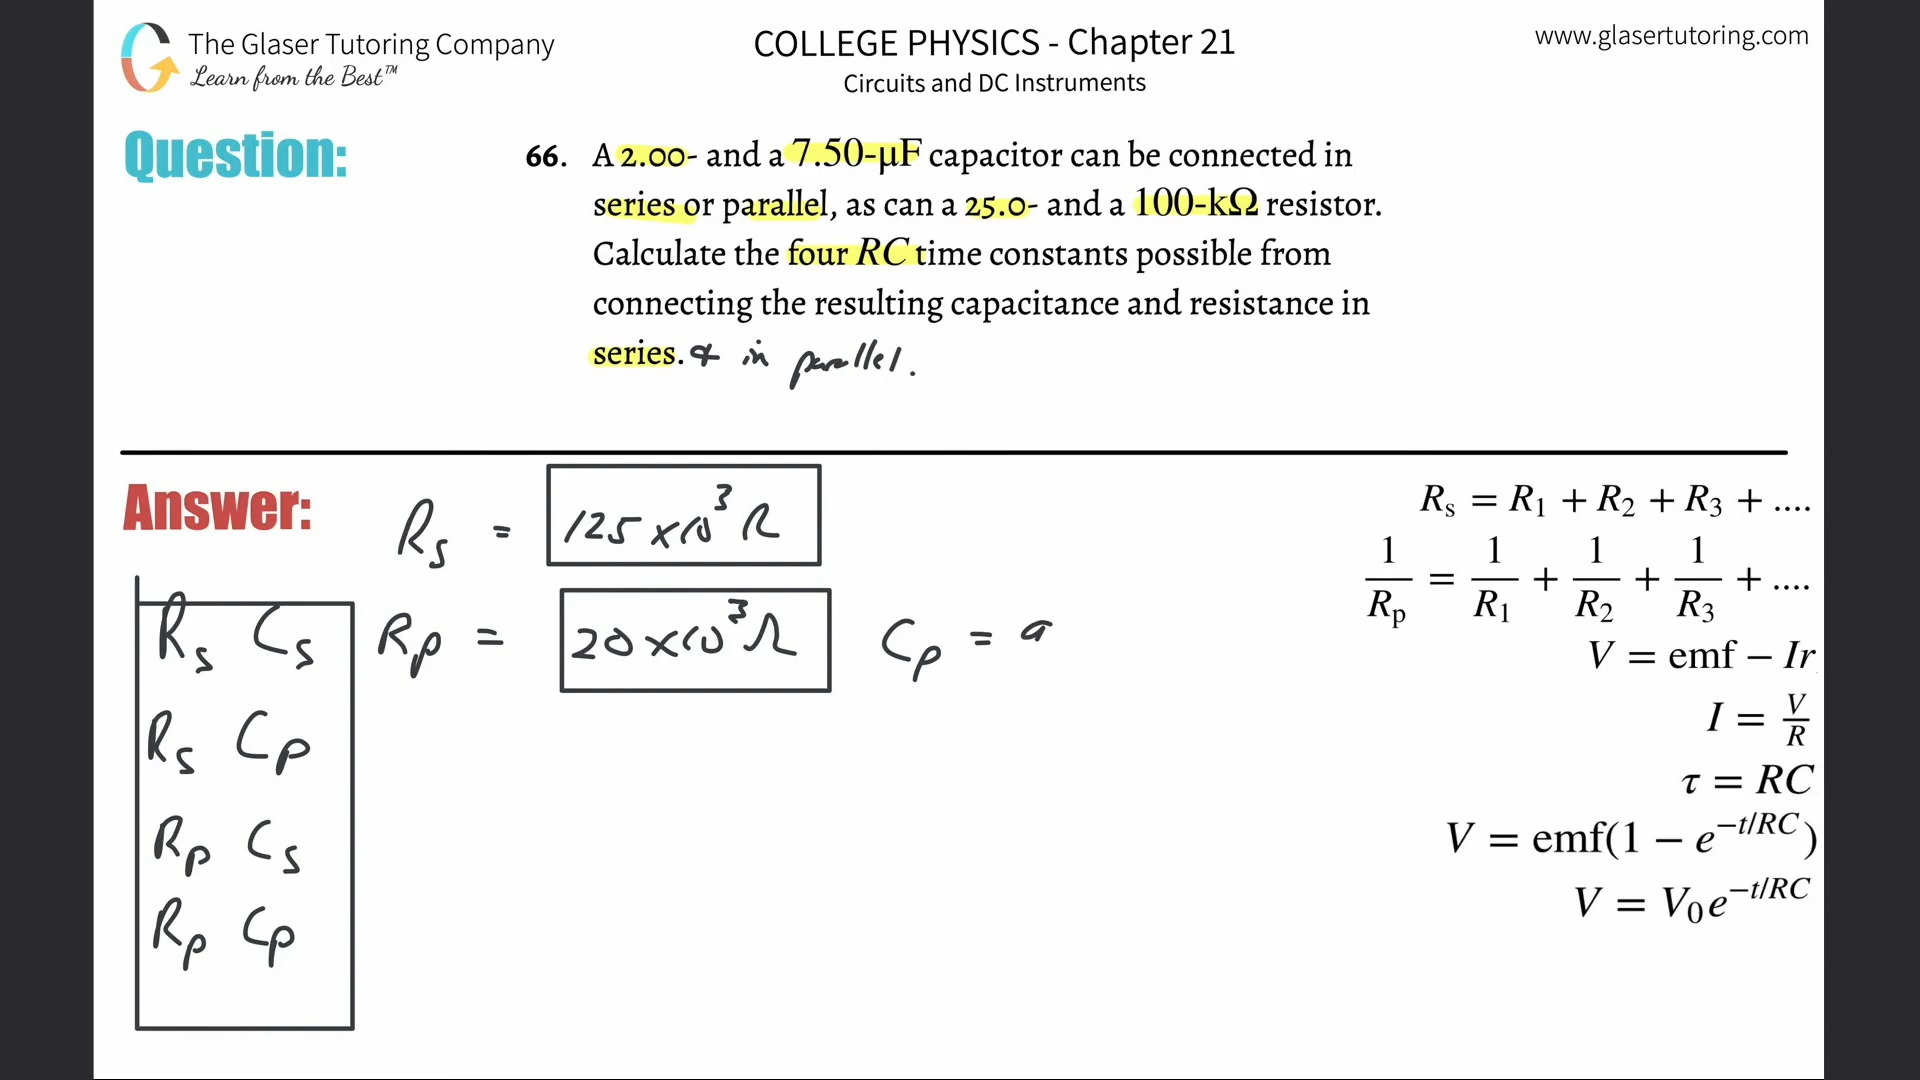 The Glaser Tutoring Company
Learn from the Best™
COLLEGE PHYSICS - Chapter 21
Circuits and DC Instruments
www.glasertutoring.com
Question:
66. A 2.00- and a 7.50-μF capacitor can be connected in
series or parallel, as can a 25.0- and a 100-kΩ resistor.
Calculate the four RC time constants possible from
connecting the resulting capacitance and resistance in
series. & in parallel.
Answer:
Rs = 125 x10³ Ω
Rp = 20 x10³ Ω
Cp = 9
Rs Cs
Rs Cp
Rp Cs
Rp Cp
Rs = R1 + R2 + R3 + ....
1/Rp = 1/R1 + 1/R2 + 1/R3 + ....
V = emf − Ir
I = V/R
τ = RC
V = emf(1 − e^−t/RC)
V = V0e^−t/RC